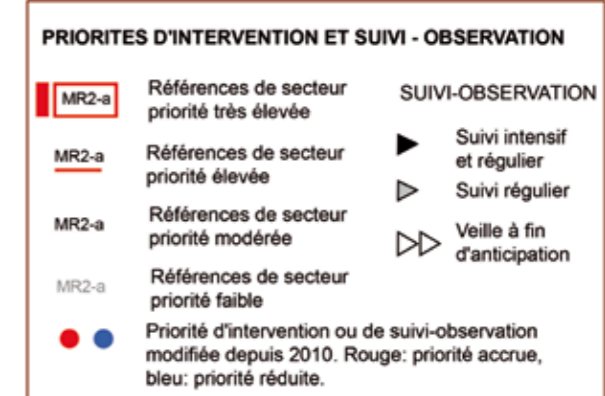 PRIORITES D'INTERVENTION ET SUIVI - OBSERVATION
MR2-a
Références de secteur
priorité très élevée
MR2-a
Références de secteur
priorité élevée
MR2-a
Références de secteur
priorité modérée
MR2-a
Références de secteur
priorité faible
SUIVI-OBSERVATION
Suivi intensif
et régulier
Suivi régulier
Veille à fin
d'anticipation
Priorité d'intervention ou de suivi-observation
modifiée depuis 2010. Rouge: priorité accrue,
bleu: priorité réduite.